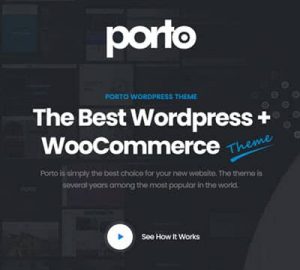 porto
PORTO WORDPRESS THEME
The Best Wordpress +
WooCommerce Theme
Porto is simply the best choice for your new website. The theme is
several years among the most popular in the world.
See How It Works